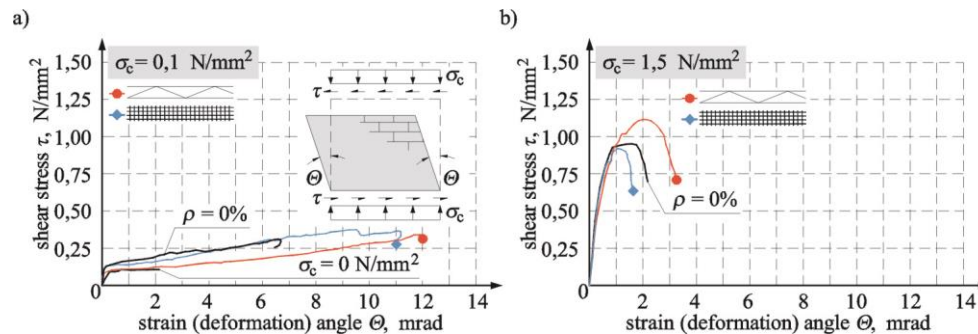 a)
shear stress τ, N/mm²
1,50
1,25
1,00
0,75
0,50
0,25
0
σc = 0,1 N/mm²
σc
τ
Θ
Θ
τ
σc
ρ = 0%
σc = 0 N/mm²
2 4 6 8 10 12 14
strain (deformation) angle Θ, mrad
b)
shear stress τ, N/mm²
1,50
1,25
1,00
0,75
0,50
0,25
0
σc = 1,5 N/mm²
ρ = 0%
2 4 6 8 10 12 14
strain (deformation) angle Θ, mrad